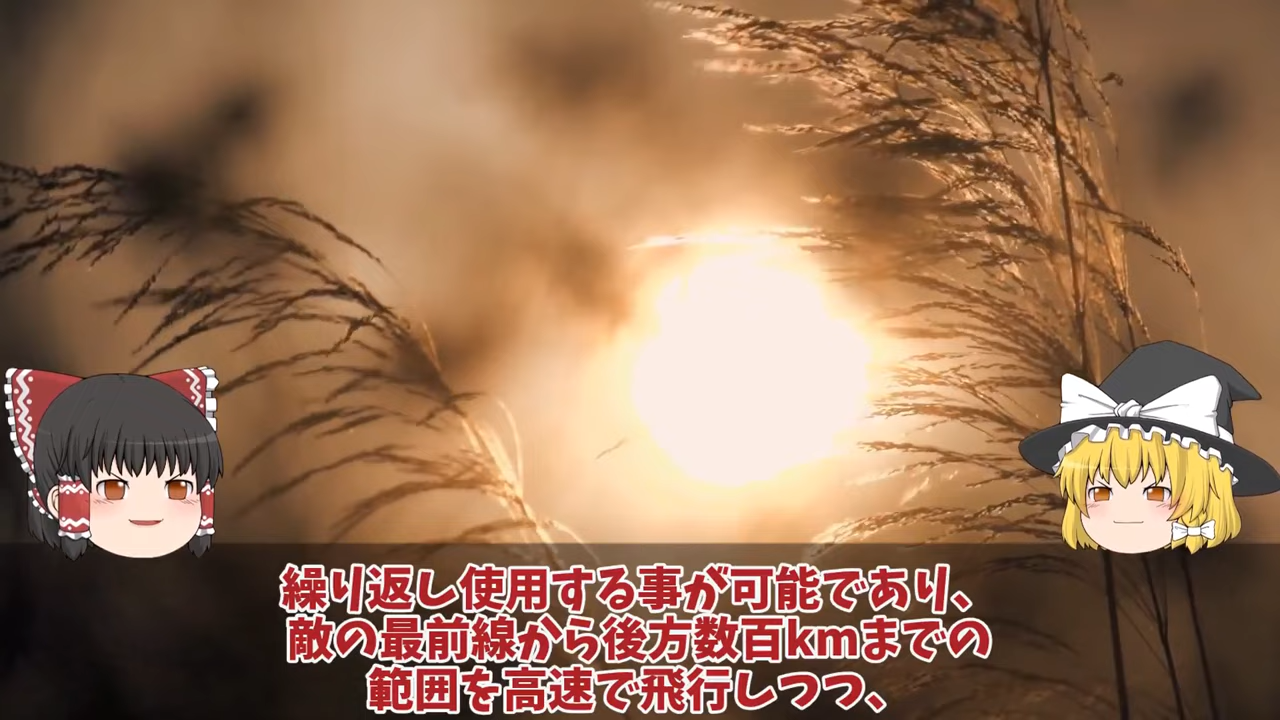 繰り返し使用する事が可能であり、
敵の最前線から後方数百kmまでの
範囲を高速で飛行しつつ、